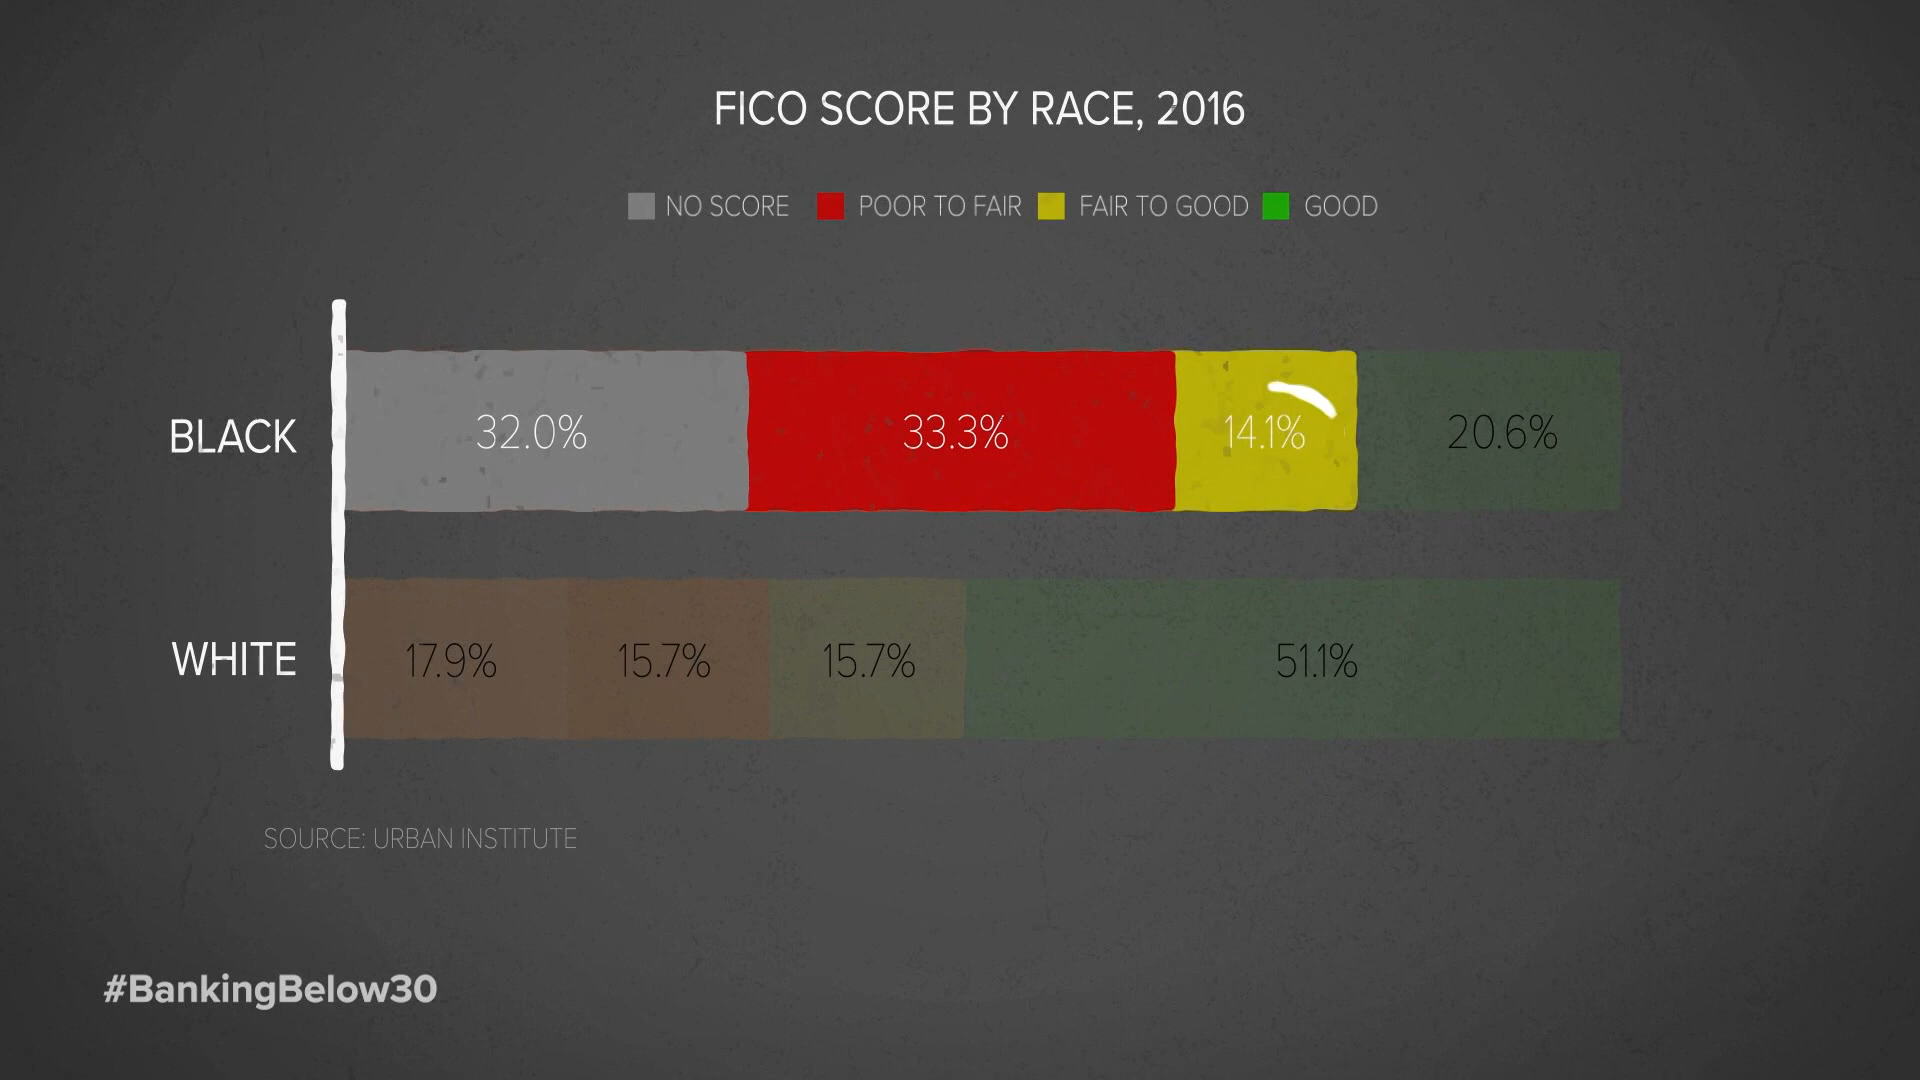 FICO SCORE BY RACE, 2016
NO SCORE POOR TO FAIR FAIR TO GOOD GOOD
BLACK 32.0% 33.3% 14.1% 20.6%
WHITE 17.9% 15.7% 15.7% 51.1%
SOURCE: URBAN INSTITUTE
#BankingBelow30